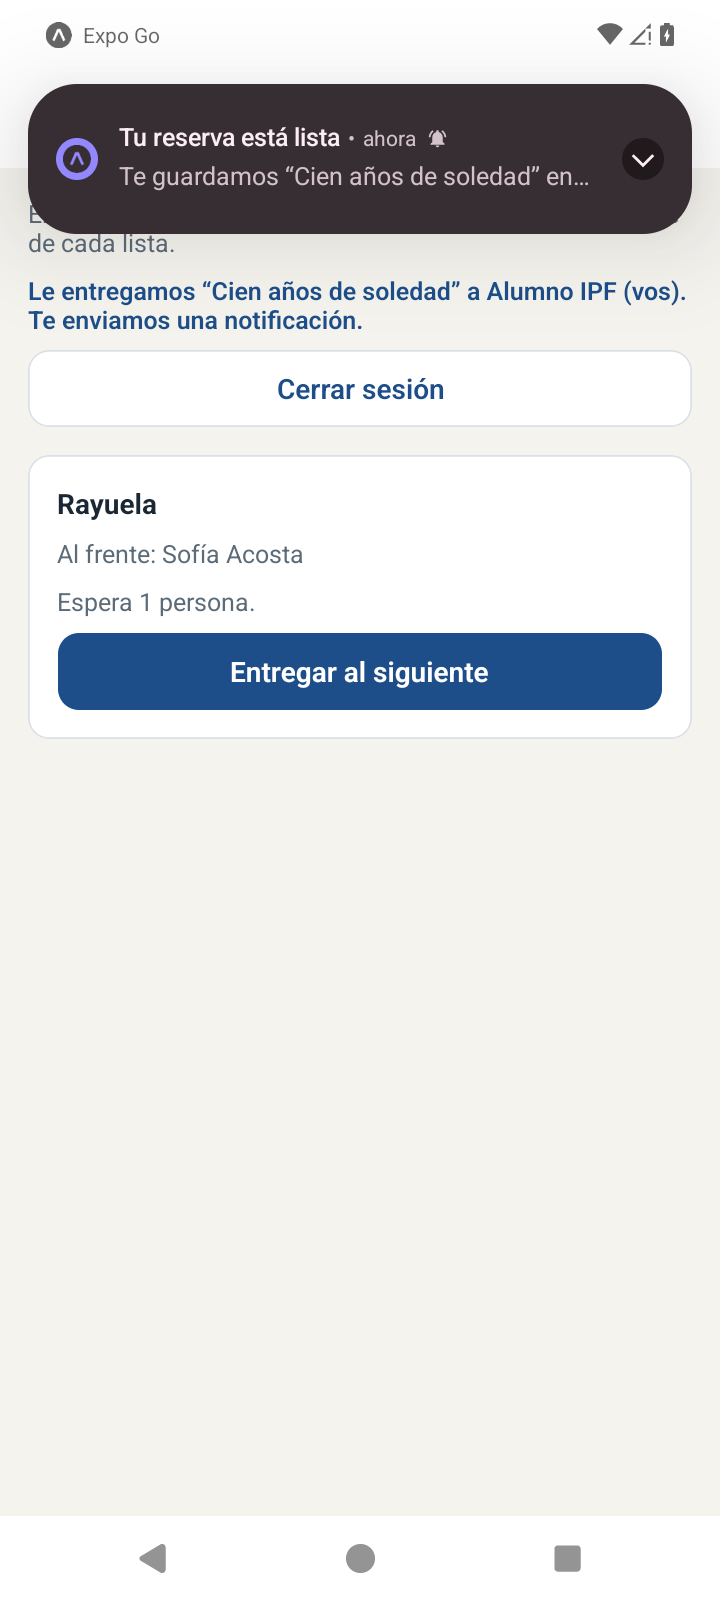 Expo Go
Tu reserva está lista • ahora
Te guardamos “Cien años de soledad” en…
de cada lista.
Le entregamos “Cien años de soledad” a Alumno IPF (vos).
Te enviamos una notificación.
Cerrar sesión
Rayuela
Al frente: Sofía Acosta
Espera 1 persona.
Entregar al siguiente